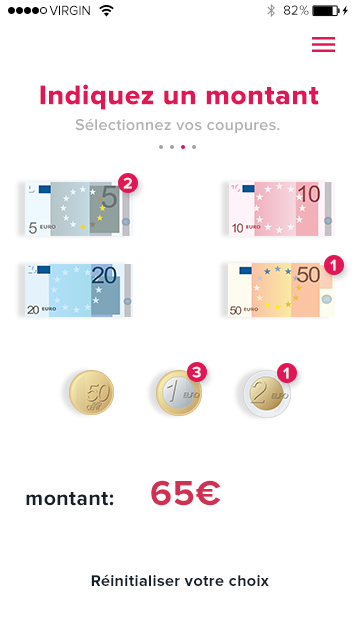 VIRGIN 82%
Indiquez un montant
Sélectionnez vos coupures.
2
5
5 EURO
10
10 EURO
20
20 EURO
1
50
50 EURO
50
CENT
3
1 EURO
1
2 EURO
montant: 65€
Réinitialiser votre choix